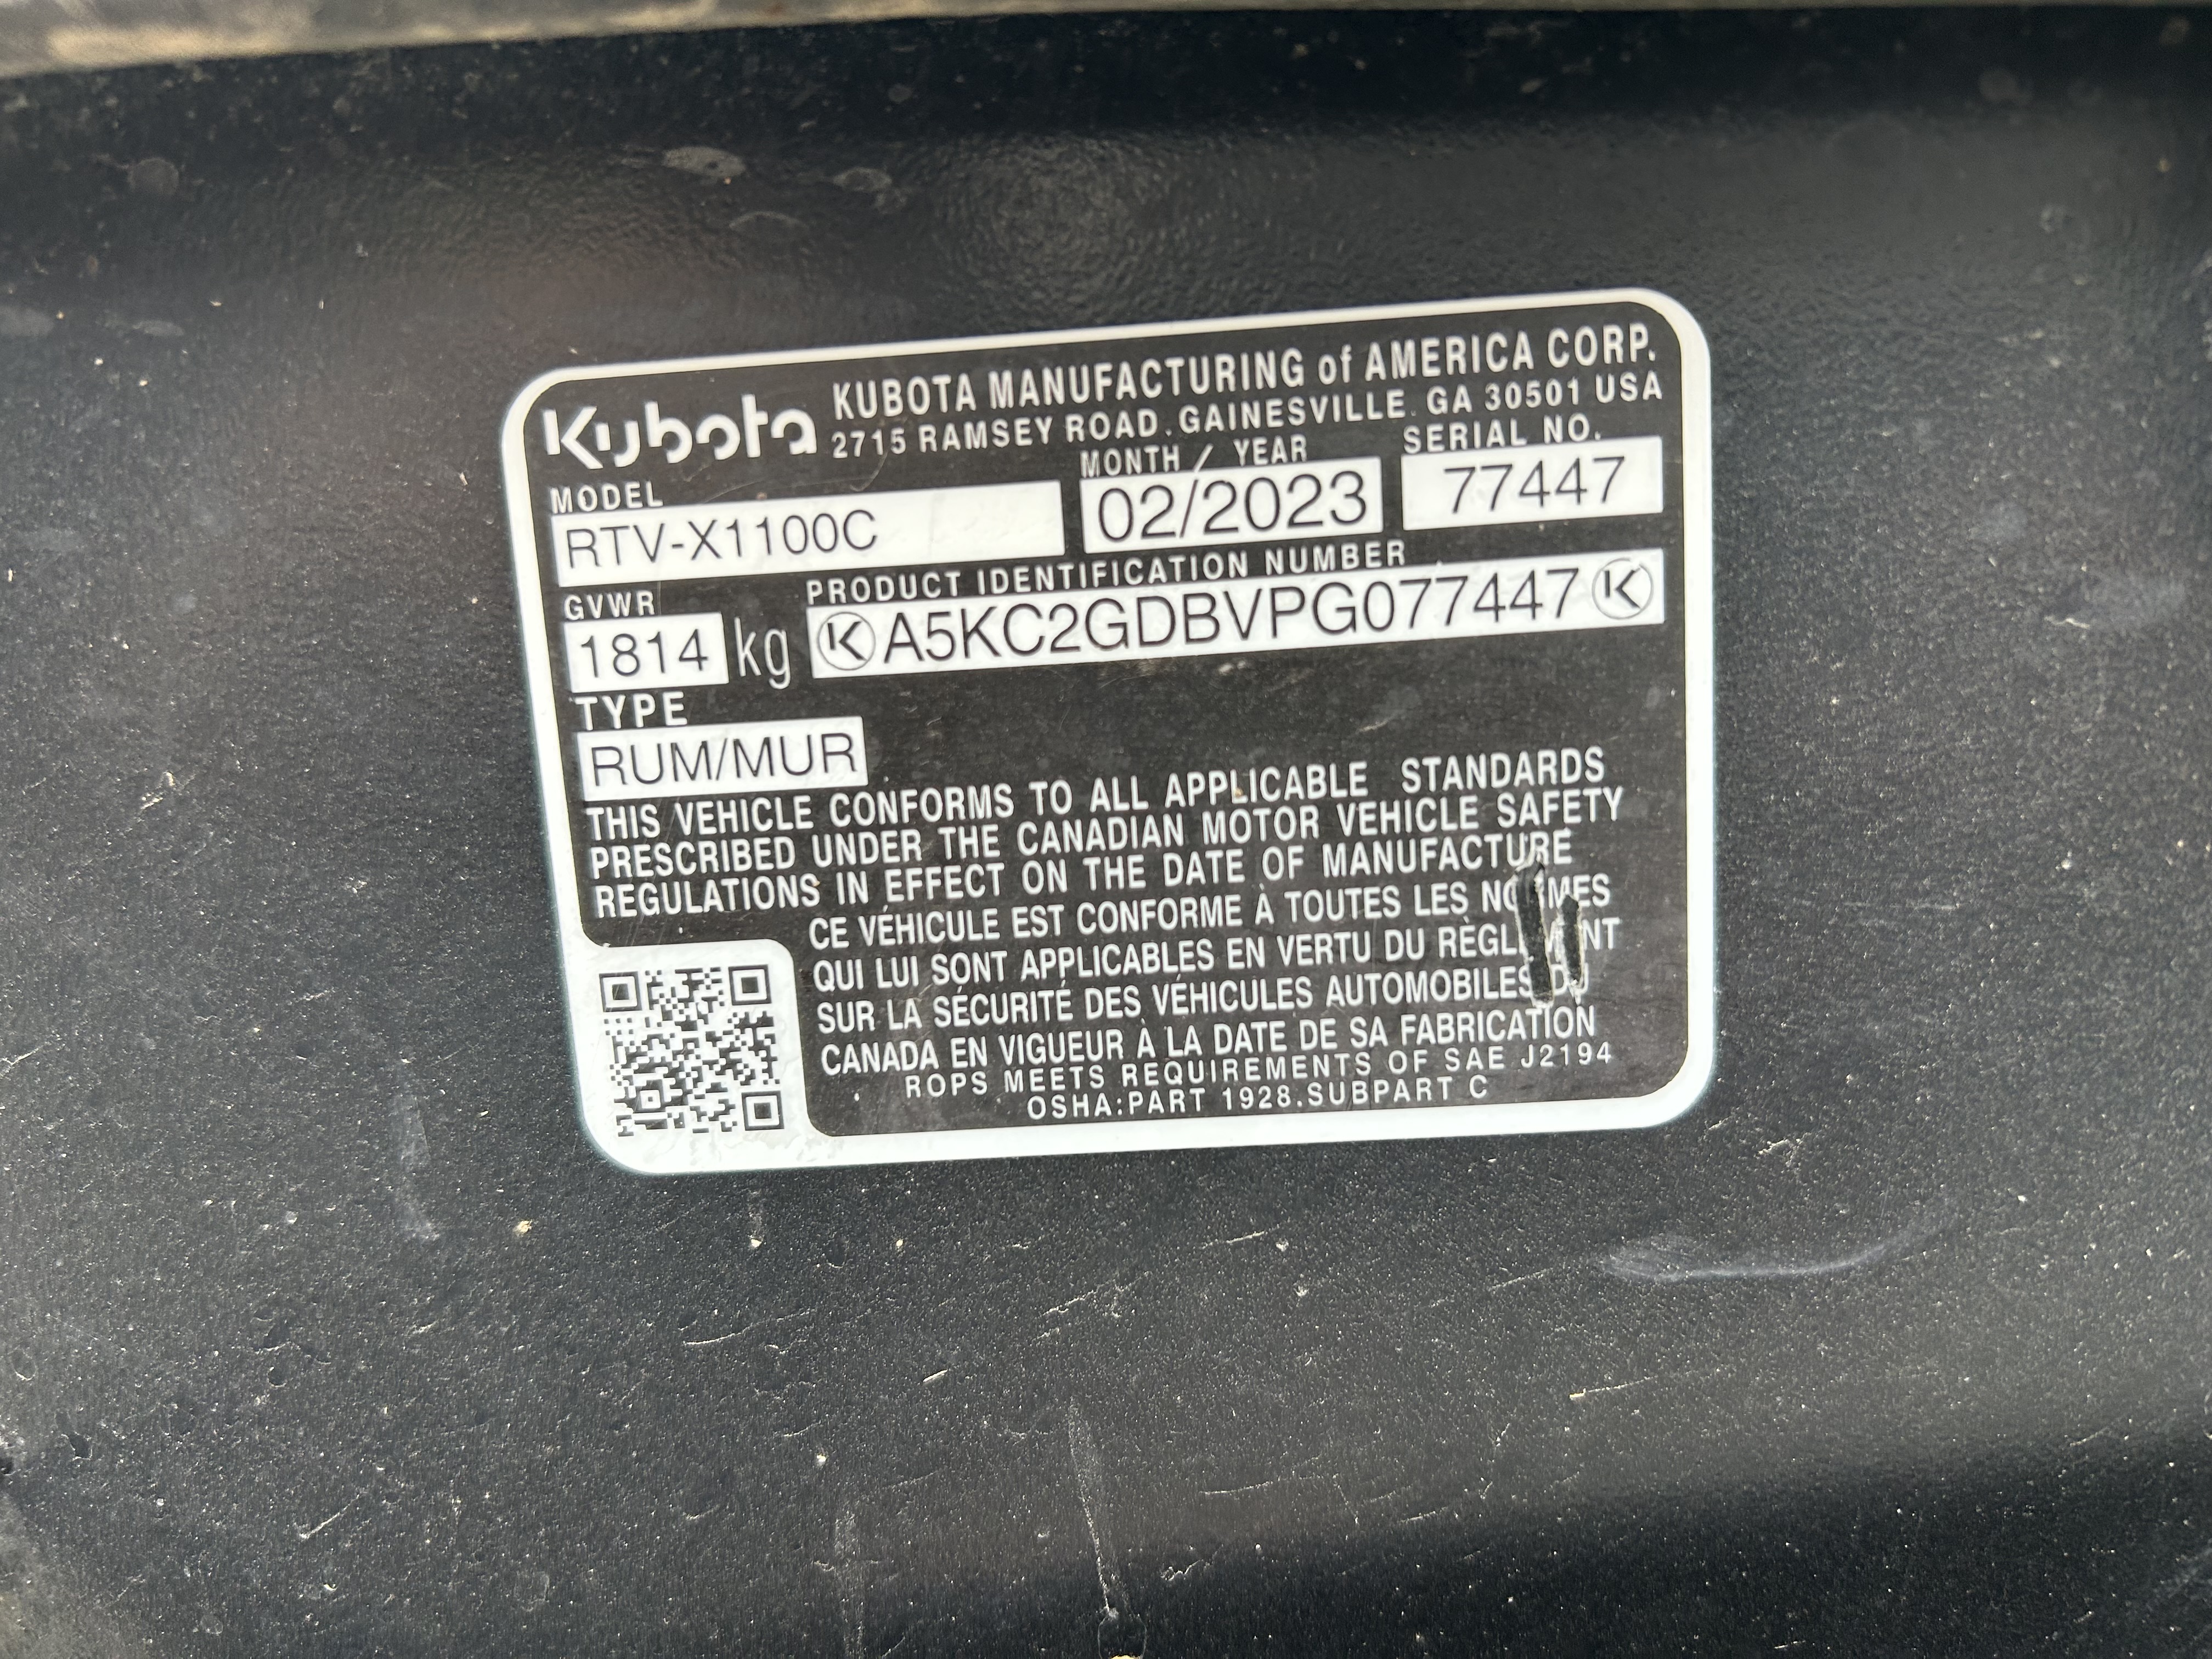 Kubota KUBOTA MANUFACTURING of AMERICA CORP.
2715 RAMSEY ROAD.GAINESVILLE. GA 30501 USA
MODEL MONTH / YEAR SERIAL NO.
RTV-X1100C 02/2023 77447
GVWR PRODUCT IDENTIFICATION NUMBER
1814 kg K A5KC2GDBVPG077447 K
TYPE
RUM/MUR
THIS VEHICLE CONFORMS TO ALL APPLICABLE STANDARDS
PRESCRIBED UNDER THE CANADIAN MOTOR VEHICLE SAFETY
REGULATIONS IN EFFECT ON THE DATE OF MANUFACTURE
CE VÉHICULE EST CONFORME À TOUTES LES NORMES
QUI LUI SONT APPLICABLES EN VERTU DU RÈGLEMENT
SUR LA SÉCURITÉ DES VÉHICULES AUTOMOBILES DU
CANADA EN VIGUEUR À LA DATE DE SA FABRICATION
ROPS MEETS REQUIREMENTS OF SAE J2194
OSHA:PART 1928.SUBPART C